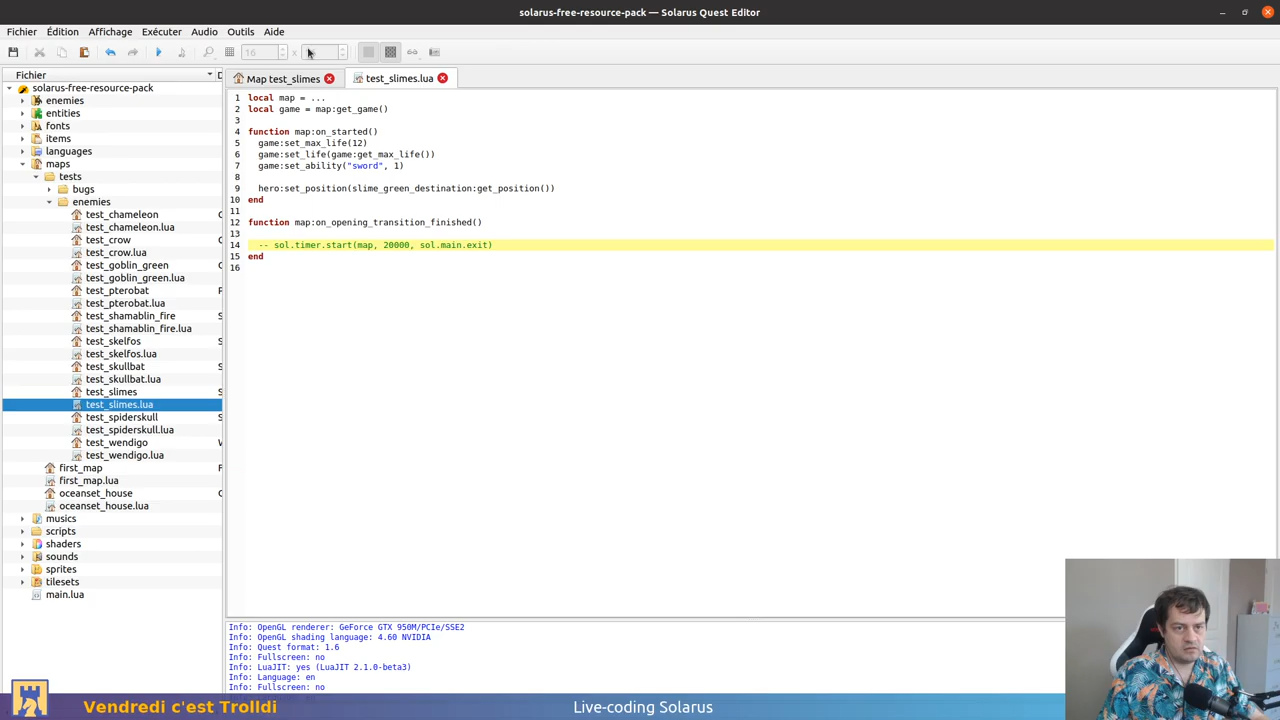 solarus-free-resource-pack — Solarus Quest Editor
Fichier Édition Affichage Exécuter Audio Outils Aide
16 x
Fichier
solarus-free-resource-pack
enemies
entities
fonts
items
languages
maps
tests
bugs
enemies
test_chameleon
test_chameleon.lua
test_crow
test_crow.lua
test_goblin_green
test_goblin_green.lua
test_pterobat
test_pterobat.lua
test_shamablin_fire
test_shamablin_fire.lua
test_skelfos
test_skelfos.lua
test_skullbat
test_skullbat.lua
test_slimes
test_slimes.lua
test_spiderskull
test_spiderskull.lua
test_wendigo
test_wendigo.lua
first_map
first_map.lua
oceanset_house
oceanset_house.lua
musics
scripts
shaders
sounds
sprites
tilesets
main.lua
Map test_slimes test_slimes.lua
1 local map = ...
2 local game = map:get_game()
3
4 function map:on_started()
5 game:set_max_life(12)
6 game:set_life(game:get_max_life())
7 game:set_ability("sword", 1)
8
9 hero:set_position(slime_green_destination:get_position())
10 end
11
12 function map:on_opening_transition_finished()
13
14 -- sol.timer.start(map, 20000, sol.main.exit)
15 end
16
Info: OpenGL renderer: GeForce GTX 950M/PCIe/SSE2
Info: OpenGL shading language: 4.60 NVIDIA
Info: Quest format: 1.6
Info: Fullscreen: no
Info: LuaJIT: yes (LuaJIT 2.1.0-beta3)
Info: Language: en
Info: Fullscreen: no
Vendredi c'est Trolldi
Live-coding Solarus